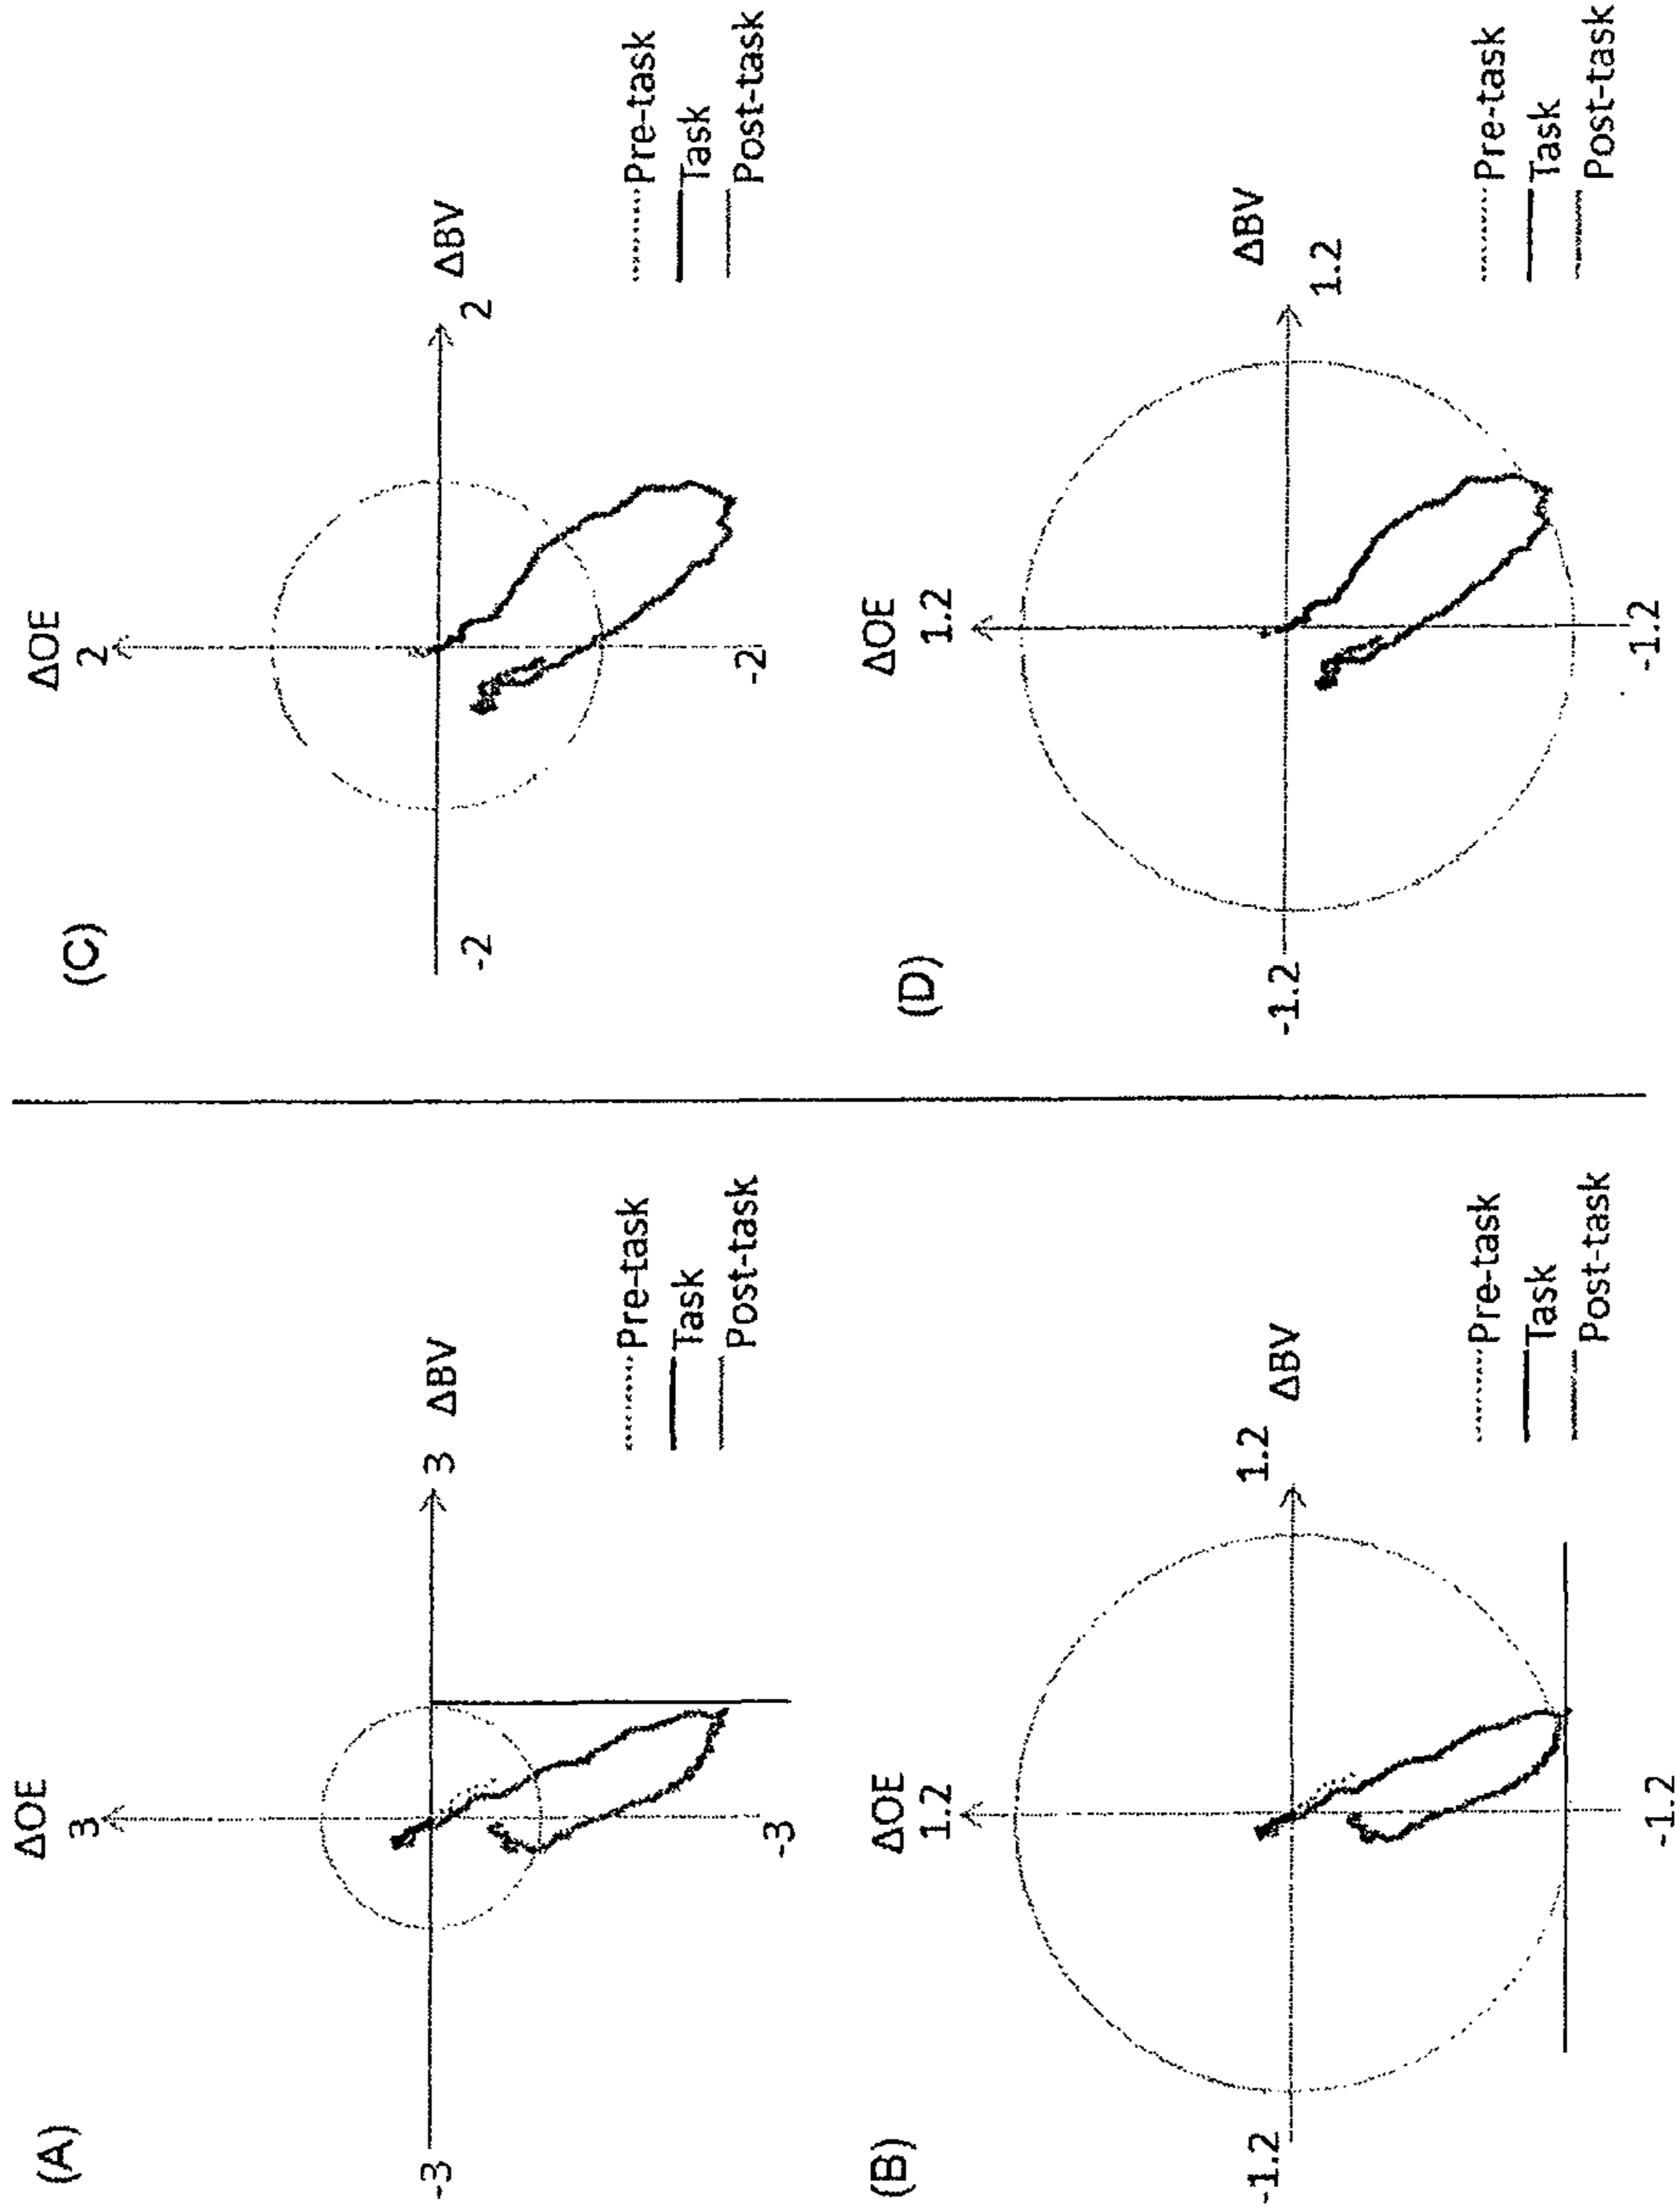 (A)
ΔOE
3
-3
3 ΔBV
-3
Pre-task
Task
Post-task
(B)
ΔOE
1.2
-1.2
1.2
ΔBV
-1.2
Pre-task
Task
Post-task
(C)
ΔOE
2
-2
2
ΔBV
-2
Pre-task
Task
Post-task
(D)
ΔOE
1.2
-1.2
ΔBV
1.2
-1.2
Pre-task
Task
Post-task